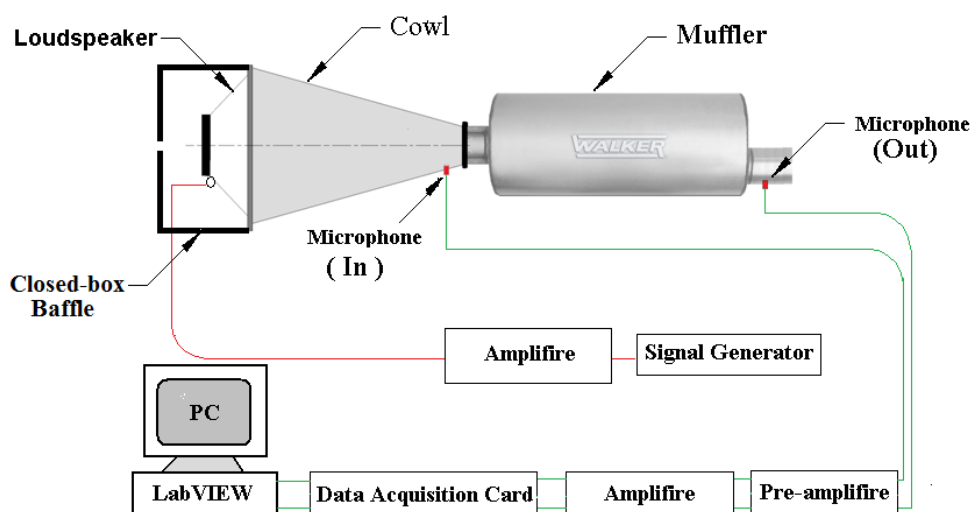 Loudspeaker
Cowl
Muffler
WALKER
Microphone
(Out)
Microphone
( In )
Closed-box
Baffle
Amplifire
Signal Generator
PC
LabVIEW
Data Acquisition Card
Amplifire
Pre-amplifire